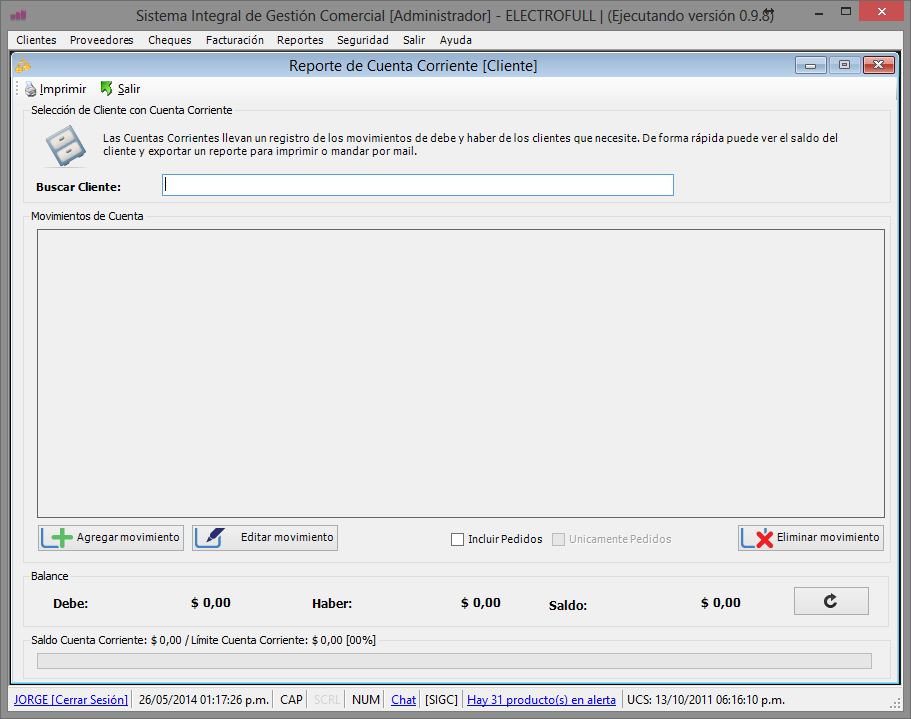 Sistema Integral de Gestión Comercial [Administrador] - ELECTROFULL | (Ejecutando versión 0.9.8)
Clientes Proveedores Cheques Facturación Reportes Seguridad Salir Ayuda
Reporte de Cuenta Corriente [Cliente]
Imprimir Salir
Selección de Cliente con Cuenta Corriente
Las Cuentas Corrientes llevan un registro de los movimientos de debe y haber de los clientes que necesite. De forma rápida puede ver el saldo del
cliente y exportar un reporte para imprimir o mandar por mail.
Buscar Cliente:
Movimientos de Cuenta
Agregar movimiento Editar movimiento Incluir Pedidos Unicamente Pedidos Eliminar movimiento
Balance
Debe: $ 0,00 Haber: $ 0,00 Saldo: $ 0,00
Saldo Cuenta Corriente: $ 0,00 / Límite Cuenta Corriente: $ 0,00 [00%]
JORGE [Cerrar Sesión] 26/05/2014 01:17:26 p.m. CAP SCRL NUM Chat [SIGC] Hay 31 producto(s) en alerta UCS: 13/10/2011 06:16:10 p.m.